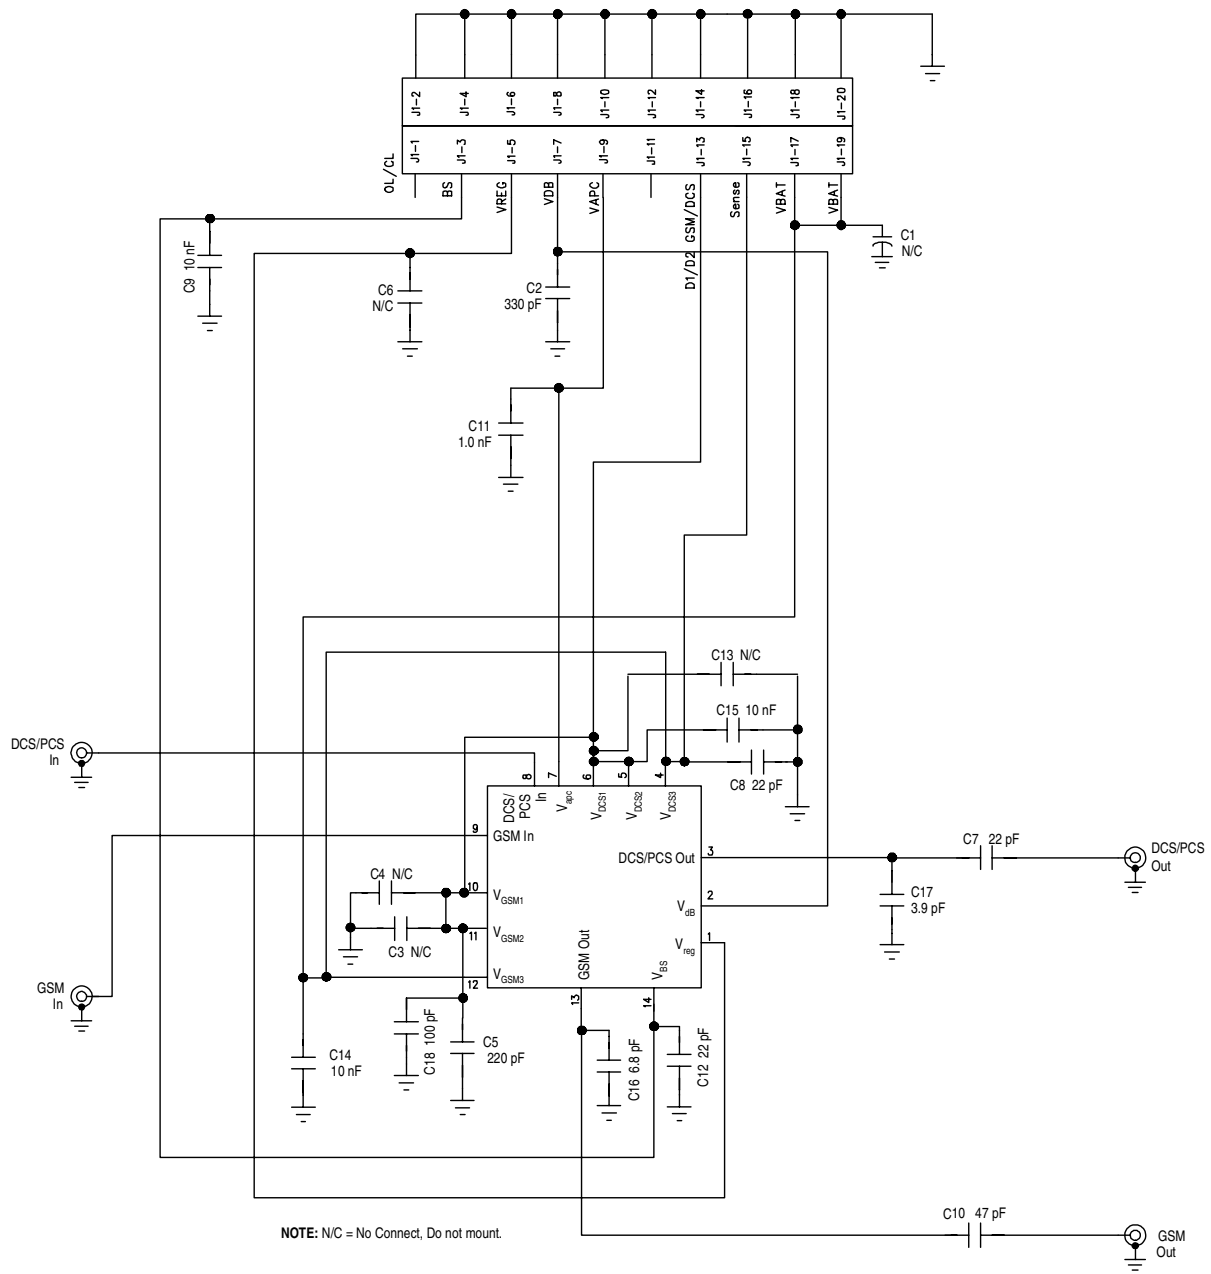 J1-2
J1-4
J1-6
J1-8
J1-10
J1-12
J1-14
J1-16
J1-18
J1-20
J1-1
J1-3
J1-5
J1-7
J1-9
J1-11
J1-13
J1-15
J1-17
J1-19
OL/CL
BS
VREG
VDB
VAPC
D1/D2 GSM/DCS
Sense
VBAT
VBAT
C1
N/C
C9 10 nF
C6
N/C
C2
330 pF
C11
1.0 nF
C13 N/C
C15 10 nF
C8 22 pF
DCS/PCS
In
8
7
6
5
4
DCS/
PCS
In
Vapc
VDCS1
VDCS2
VDCS3
9
GSM In
DCS/PCS Out
3
C7 22 pF
DCS/PCS
Out
C17
3.9 pF
C4 N/C
10
VGSM1
VdB
2
C3 N/C
11
VGSM2
Vreg
1
GSM
In
12
VGSM3
GSM Out
VBS
13
14
C14
10 nF
C18 100 pF
C5
220 pF
C16 6.8 pF
C12 22 pF
NOTE: N/C = No Connect, Do not mount.
C10 47 pF
GSM
Out